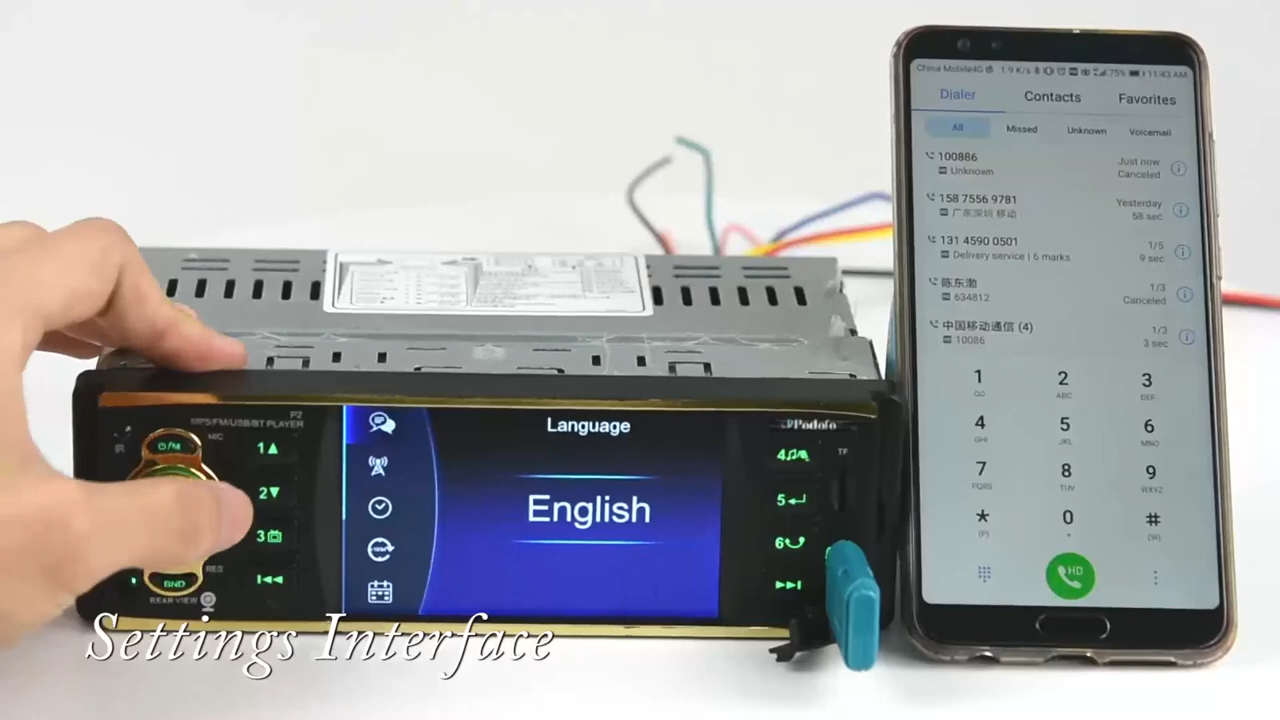 China Mobile4G 1.9 K/s 75% 11:43 AM
Dialer Contacts Favorites
All Missed Unknown Voicemail
100886 Just now
Unknown Canceled
158 7556 9781 Yesterday
广东深圳 移动 58 sec
131 4590 0501 1/5
Delivery service | 6 marks 9 sec
陈东渤 1/3
634812 Canceled
中国移动通信 (4) 1/3
10086 3 sec
1 2 3
ABC DEF
4 5 6
GHI JKL MNO
7 8 9
PQRS TUV WXYZ
* 0 #
(P) + (W)
HD
P2
MP5/FM/USB/BT PLAYER
IR MIC
⏻/M
1▲
2▼
3
RES
BND
REAR VIEW
Language
English
Podofo
TF
4
5
6
Settings Interface